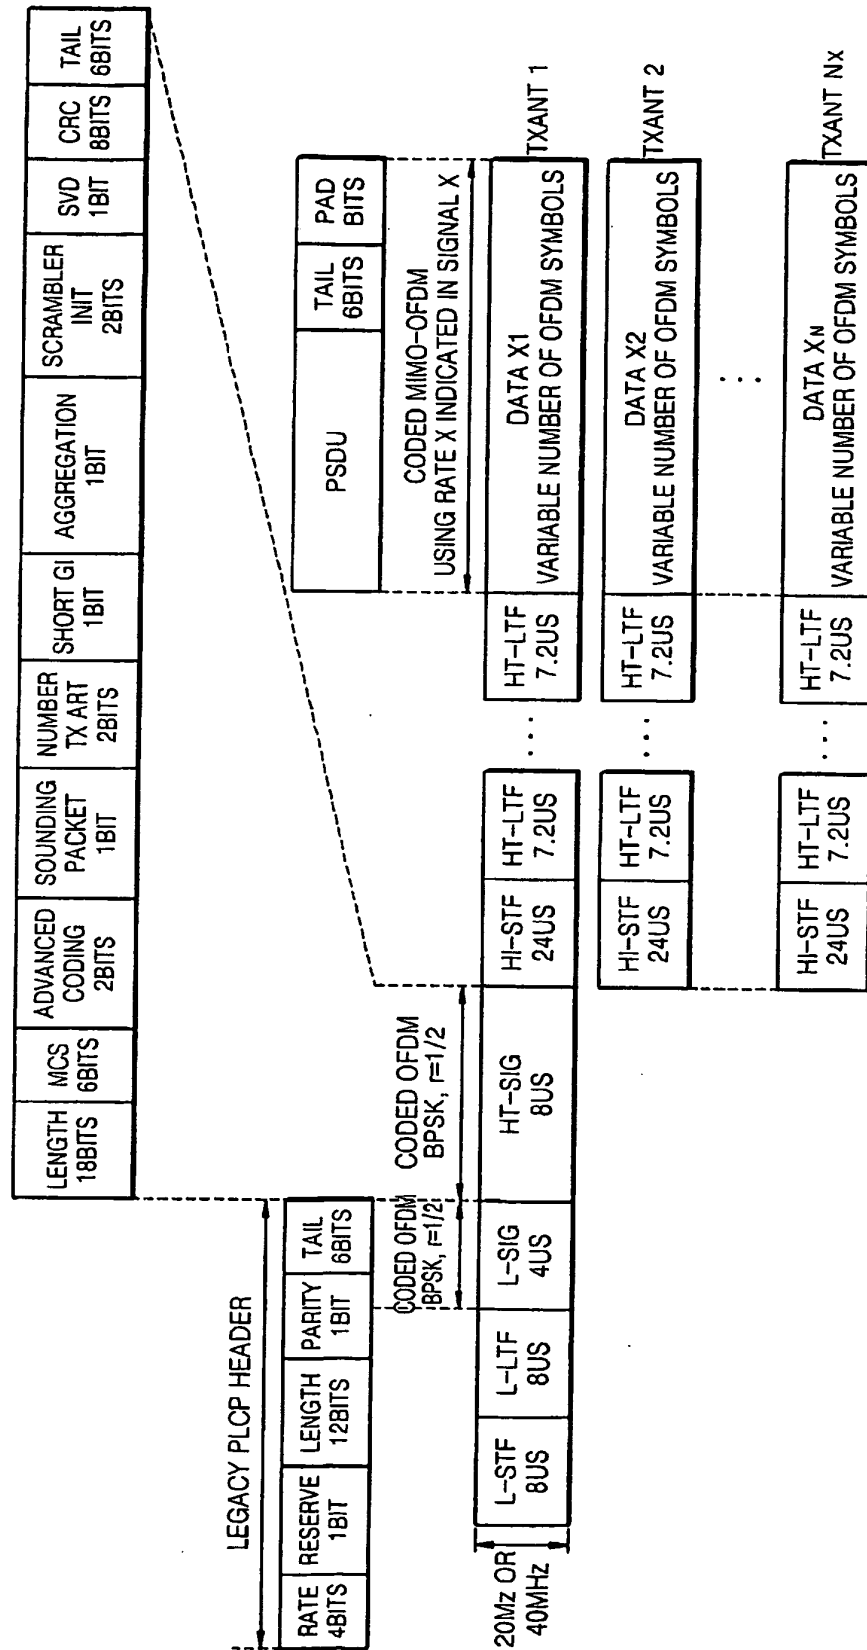 LENGTH
18BITS
MCS
6BITS
ADVANCED
CODING
2BITS
SOUNDING
PACKET
1BIT
NUMBER
TX ART
2BITS
SHORT GI
1BIT
AGGREGATION
1BIT
SCRAMBLER
INIT
2BITS
SVD
1BIT
CRC
8BITS
TAIL
6BITS
LEGACY PLCP HEADER
RATE
4BITS
RESERVE
1BIT
LENGTH
12BITS
PARITY
1BIT
TAIL
6BITS
PSDU
TAIL
6BITS
PAD
BITS
CODED OFDM
BPSK, r=1/2
CODED OFDM
BPSK, r=1/2
CODED MIMO-OFDM
USING RATE X INDICATED IN SIGNAL X
20Mz OR
40MHz
L-STF
8US
L-LTF
8US
L-SIG
4US
HT-SIG
8US
HI-STF
24US
HT-LTF
7.2US
...
HT-LTF
7.2US
DATA X1
VARIABLE NUMBER OF OFDM SYMBOLS
TXANT 1
HI-STF
24US
HT-LTF
7.2US
...
HT-LTF
7.2US
DATA X2
VARIABLE NUMBER OF OFDM SYMBOLS
TXANT 2
...
HI-STF
24US
HT-LTF
7.2US
...
HT-LTF
7.2US
DATA XN
VARIABLE NUMBER OF OFDM SYMBOLS
TXANT Nx